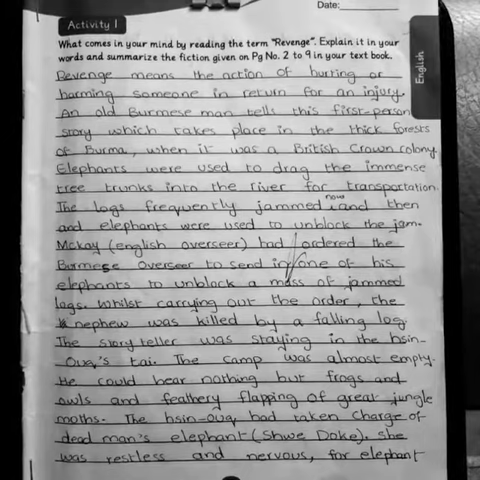 Date:
Activity 1
What comes in your mind by reading the term "Revenge". Explain it in your
words and summarize the fiction given on Pg No. 2 to 9 in your text book.
English
Revenge means the action of hurting or
harming someone in return for an injury.
An old Burmese man tells this first-person
story which takes place in the thick forests
of Burma, when it was a British Crown colony.
Elephants were used to drag the immense
tree trunks into the river for transportation.
The logs frequently jammed now and then
and elephants were used to unblock the jam.
Mckay (english overseer) had ordered the
Burmese overseer to send in one of his
elephants to unblock a mass of jammed
logs. Whilst carrying out the order, the
nephew was killed by a falling log.
The story teller was staying in the hsin-
ouq's tai. The camp was almost empty.
He could hear nothing but frogs and
owls and feathery flapping of great jungle
moths. The hsin-ouq had taken charge of
dead man's elephant (Shwe Doke). She
was restless and nervous, for elephant